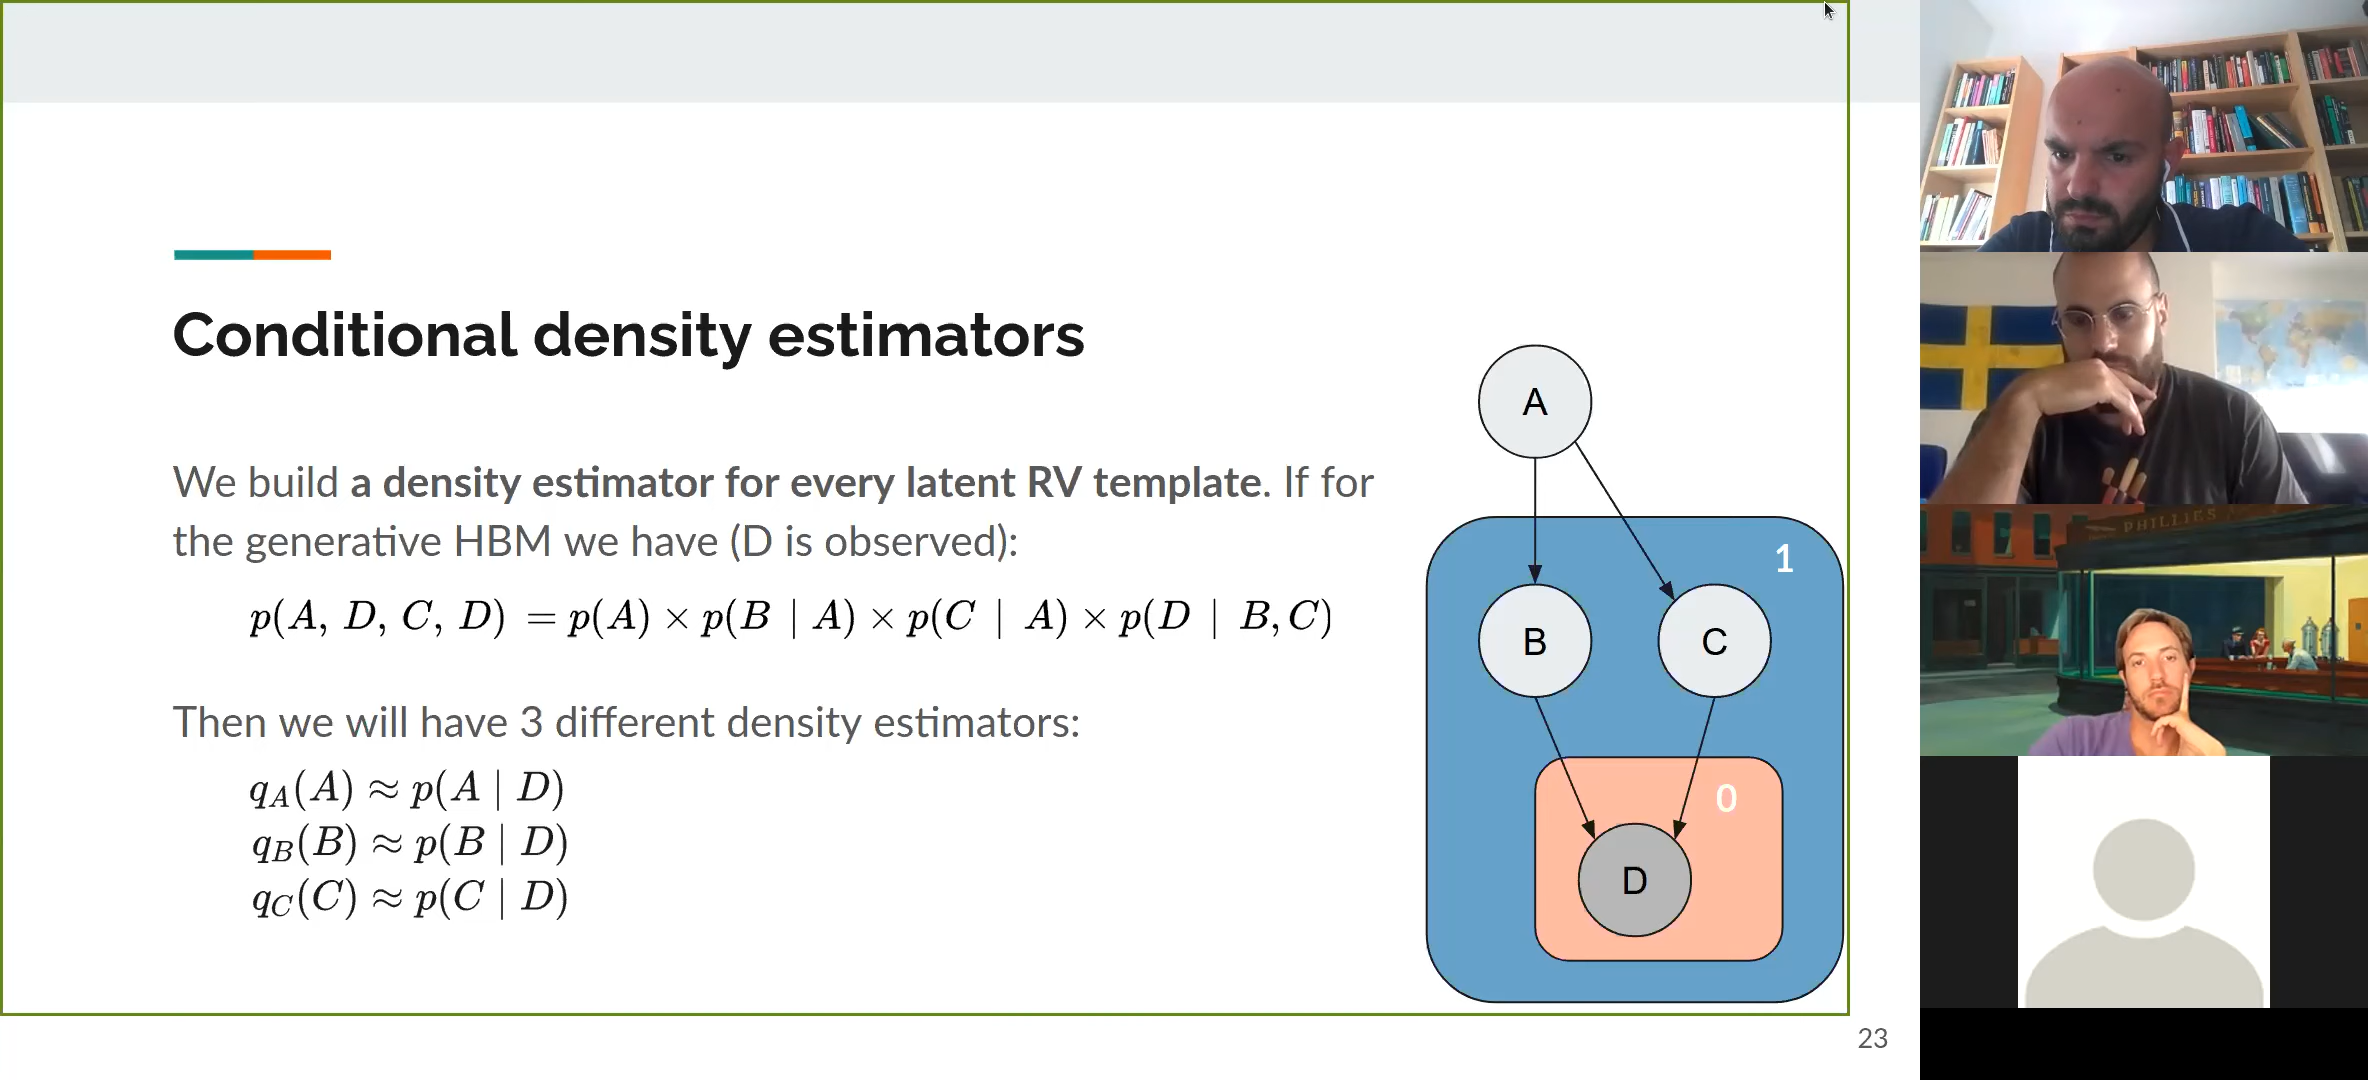 Conditional density estimators
We build a density estimator for every latent RV template. If for
the generative HBM we have (D is observed):
p(A, D, C, D) = p(A) × p(B | A) × p(C | A) × p(D | B, C)
Then we will have 3 different density estimators:
q_A(A) ≈ p(A | D)
q_B(B) ≈ p(B | D)
q_C(C) ≈ p(C | D)
A
1
B
C
0
D
23
PHILLIES